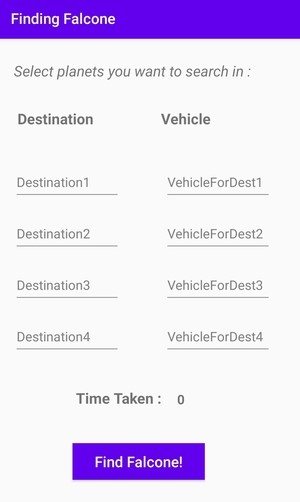 Finding Falcone
Select planets you want to search in :
Destination Vehicle
Destination1 VehicleForDest1
Destination2 VehicleForDest2
Destination3 VehicleForDest3
Destination4 VehicleForDest4
Time Taken : 0
Find Falcone!